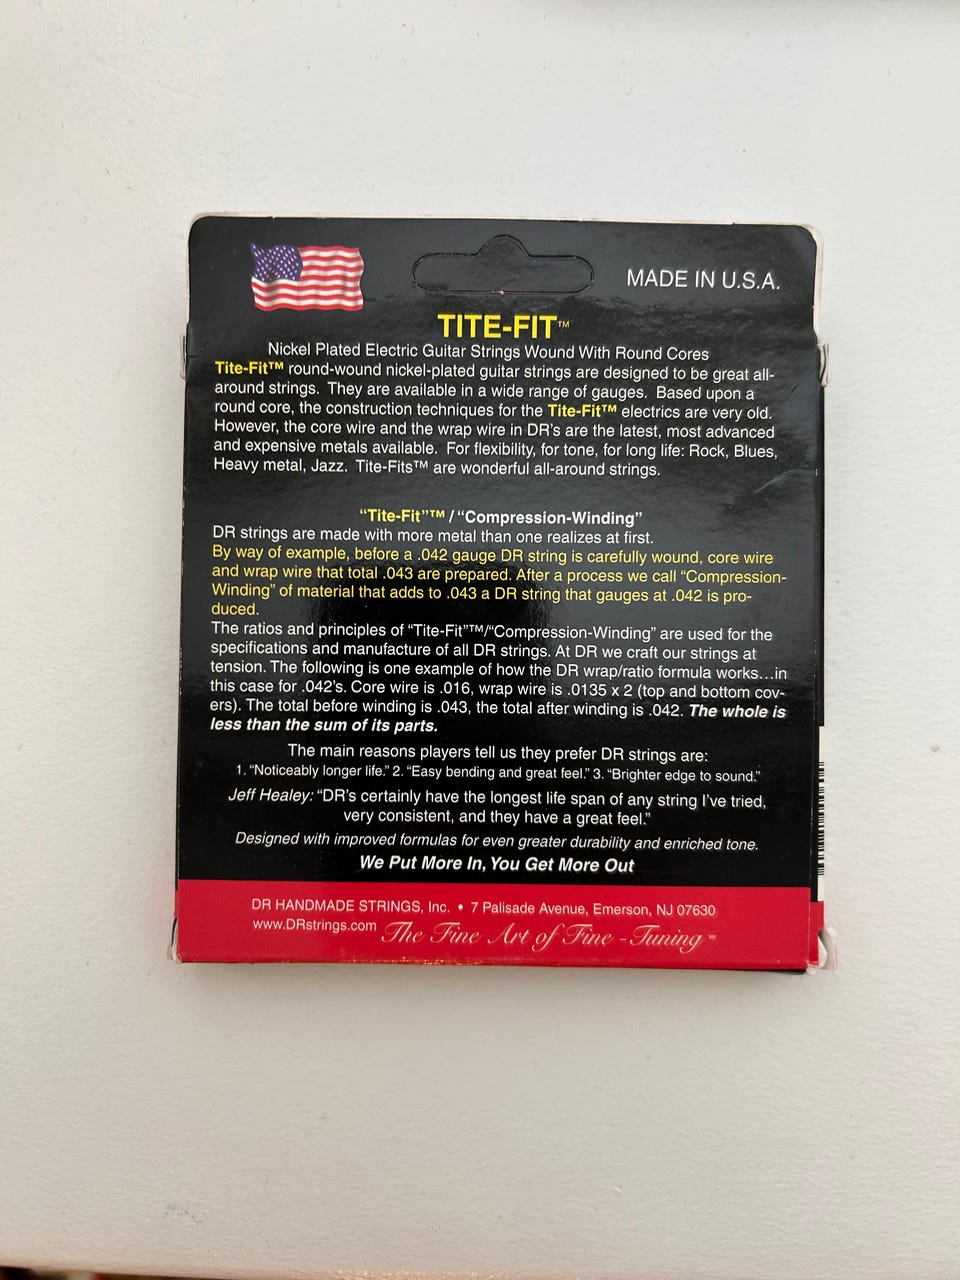 MADE IN U.S.A.
TITE-FIT™
Nickel Plated Electric Guitar Strings Wound With Round Cores
Tite-Fit™ round-wound nickel-plated guitar strings are designed to be great all-
around strings. They are available in a wide range of gauges. Based upon a
round core, the construction techniques for the Tite-Fit™ electrics are very old.
However, the core wire and the wrap wire in DR's are the latest, most advanced
and expensive metals available. For flexibility, for tone, for long life: Rock, Blues,
Heavy metal, Jazz. Tite-Fits™ are wonderful all-around strings.
“Tite-Fit”™ / “Compression-Winding”
DR strings are made with more metal than one realizes at first.
By way of example, before a .042 gauge DR string is carefully wound, core wire
and wrap wire that total .043 are prepared. After a process we call “Compression-
Winding” of material that adds to .043 a DR string that gauges at .042 is pro-
duced.
The ratios and principles of “Tite-Fit”™/“Compression-Winding” are used for the
specifications and manufacture of all DR strings. At DR we craft our strings at
tension. The following is one example of how the DR wrap/ratio formula works...in
this case for .042's. Core wire is .016, wrap wire is .0135 x 2 (top and bottom cov-
ers). The total before winding is .043, the total after winding is .042. The whole is
less than the sum of its parts.
The main reasons players tell us they prefer DR strings are:
1. “Noticeably longer life.” 2. “Easy bending and great feel.” 3. “Brighter edge to sound.”
Jeff Healey: “DR's certainly have the longest life span of any string I've tried,
very consistent, and they have a great feel.”
Designed with improved formulas for even greater durability and enriched tone.
We Put More In, You Get More Out
DR HANDMADE STRINGS, Inc. • 7 Palisade Avenue, Emerson, NJ 07630
www.DRstrings.com The Fine Art of Fine-Tuning℠